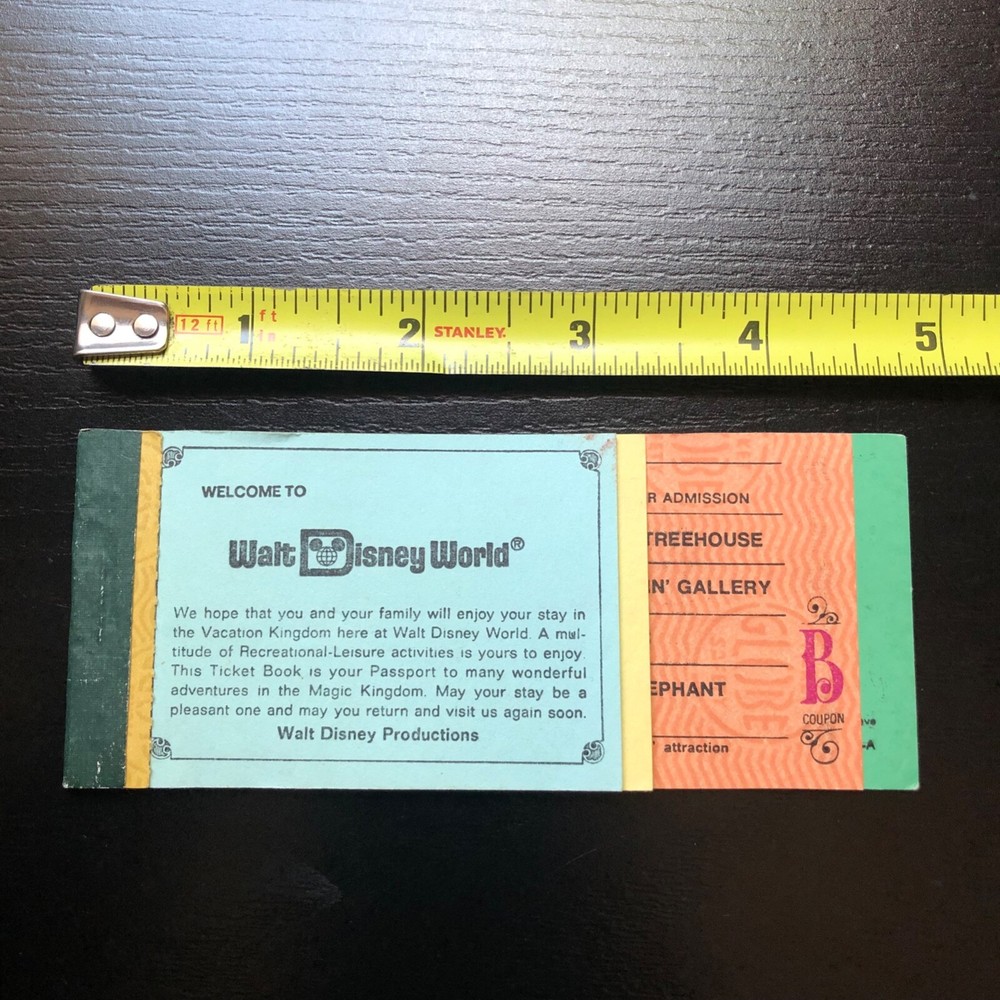 12 ft 1 ft in 2 STANLEY® 3 4 5
WELCOME TO
Walt Disney World®
We hope that you and your family will enjoy your stay in
the Vacation Kingdom here at Walt Disney World. A mul-
titude of Recreational-Leisure activities is yours to enjoy.
This Ticket Book is your Passport to many wonderful
adventures in the Magic Kingdom. May your stay be a
pleasant one and may you return and visit us again soon.
Walt Disney Productions
R ADMISSION
TREEHOUSE
IN' GALLERY
EPHANT
attraction
GLOBE
B
COUPON
ve
-A